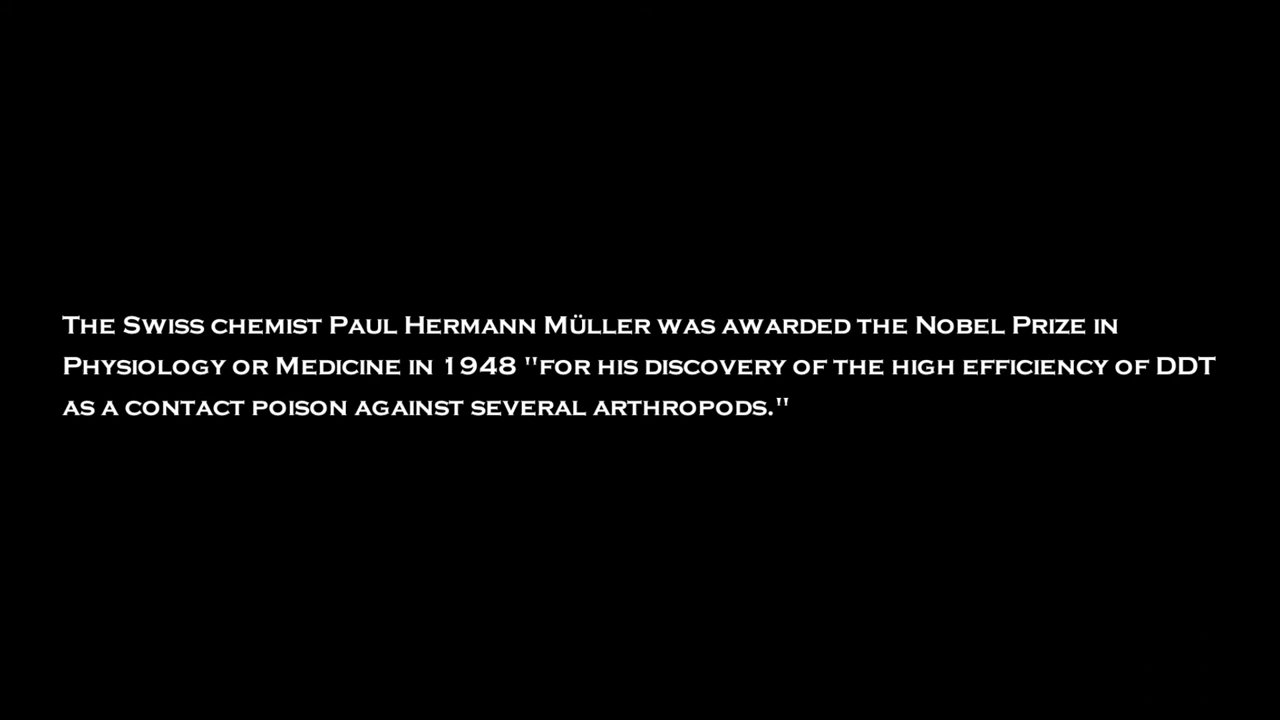 The Swiss chemist Paul Hermann Müller was awarded the Nobel Prize in
Physiology or Medicine in 1948 "for his discovery of the high efficiency of DDT
as a contact poison against several arthropods."